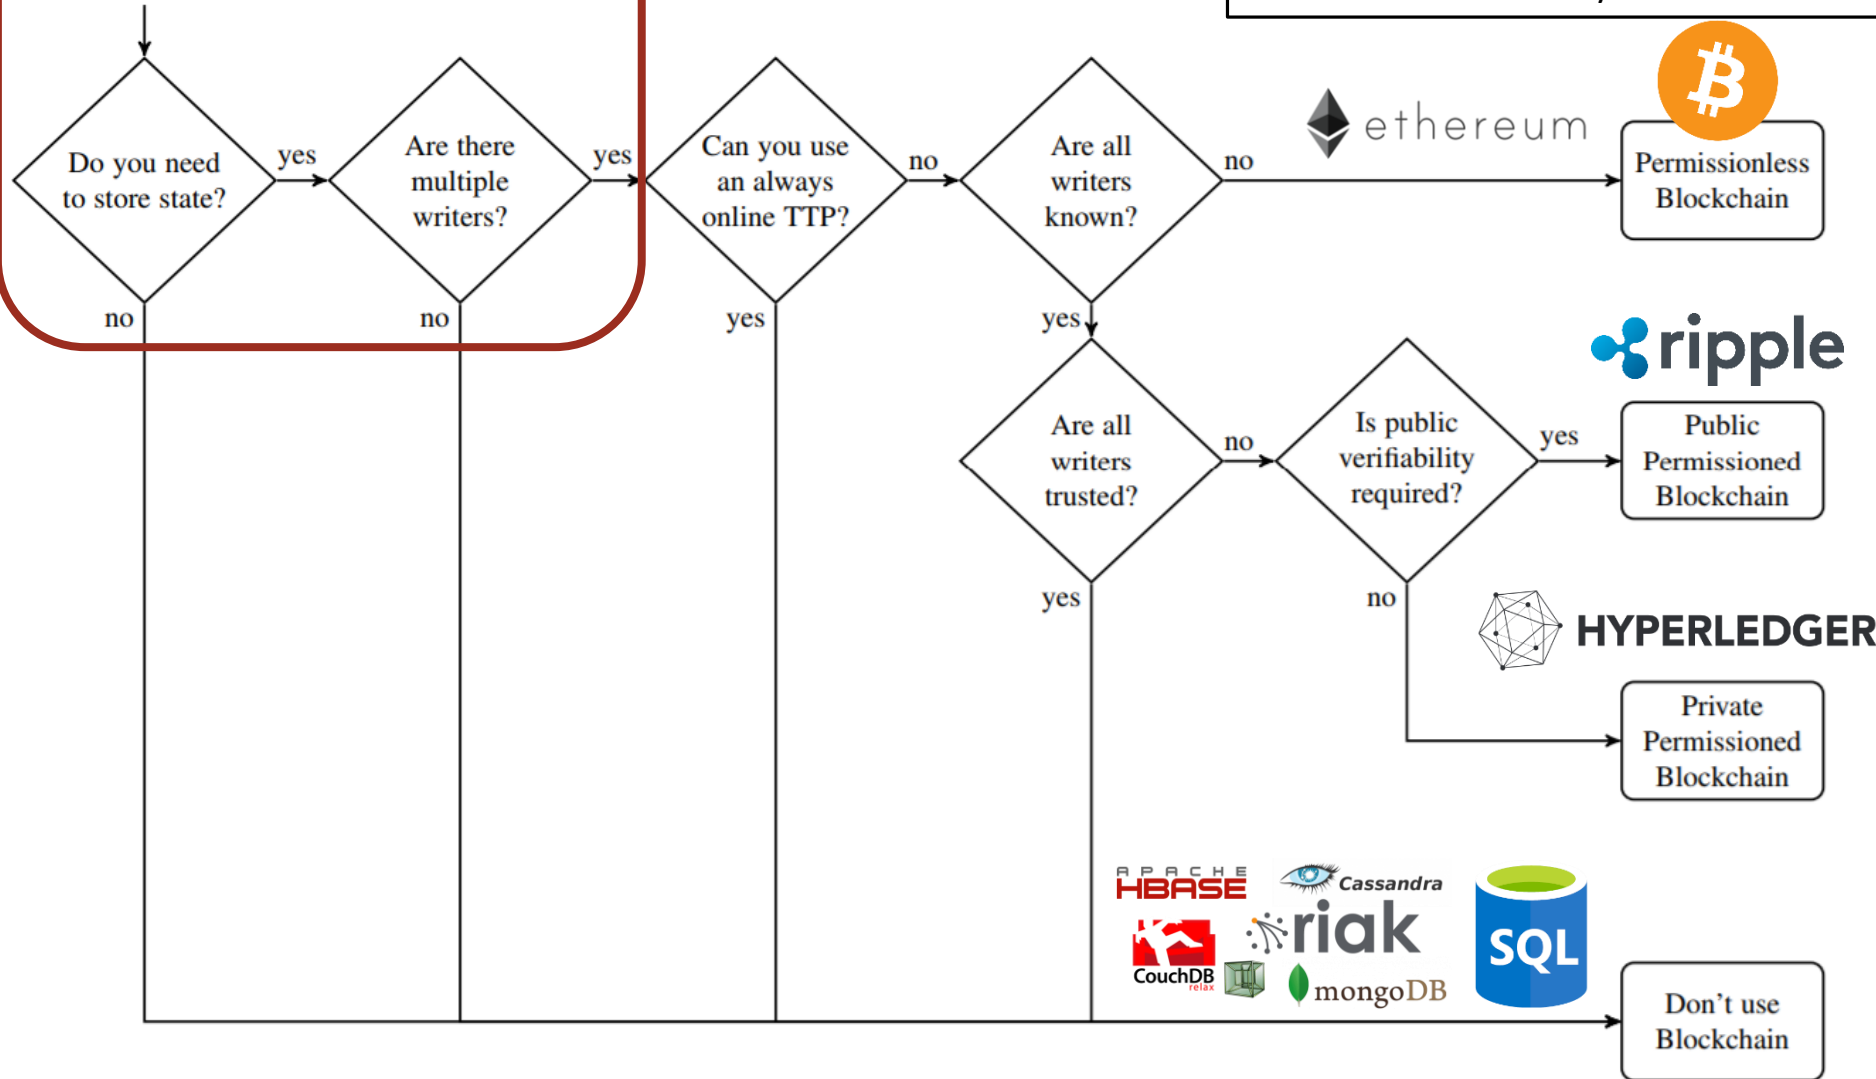 Do you need
to store state?
yes
no
Are there
multiple
writers?
yes
no
Can you use
an always
online TTP?
no
yes
Are all
writers
known?
no
yes
ethereum
Permissionless
Blockchain
Are all
writers
trusted?
no
yes
Is public
verifiability
required?
yes
no
ripple
Public
Permissioned
Blockchain
HYPERLEDGER
Private
Permissioned
Blockchain
APACHE
HBASE
Cassandra
riak
CouchDB
relax
mongoDB
SQL
Don’t use
Blockchain